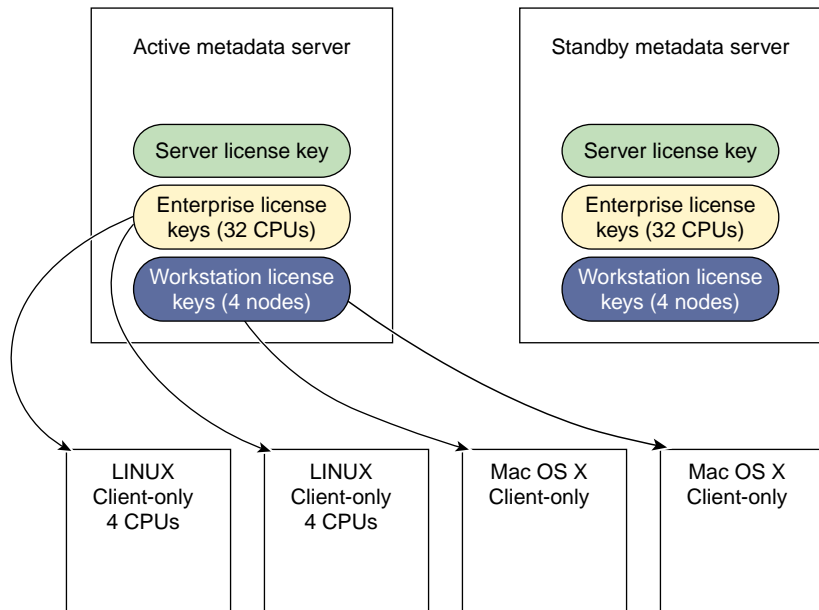 Active metadata server
Server license key
Enterprise license
keys (32 CPUs)
Workstation license
keys (4 nodes)
Standby metadata server
Server license key
Enterprise license
keys (32 CPUs)
Workstation license
keys (4 nodes)
LINUX
Client-only
4 CPUs
LINUX
Client-only
4 CPUs
Mac OS X
Client-only
Mac OS X
Client-only